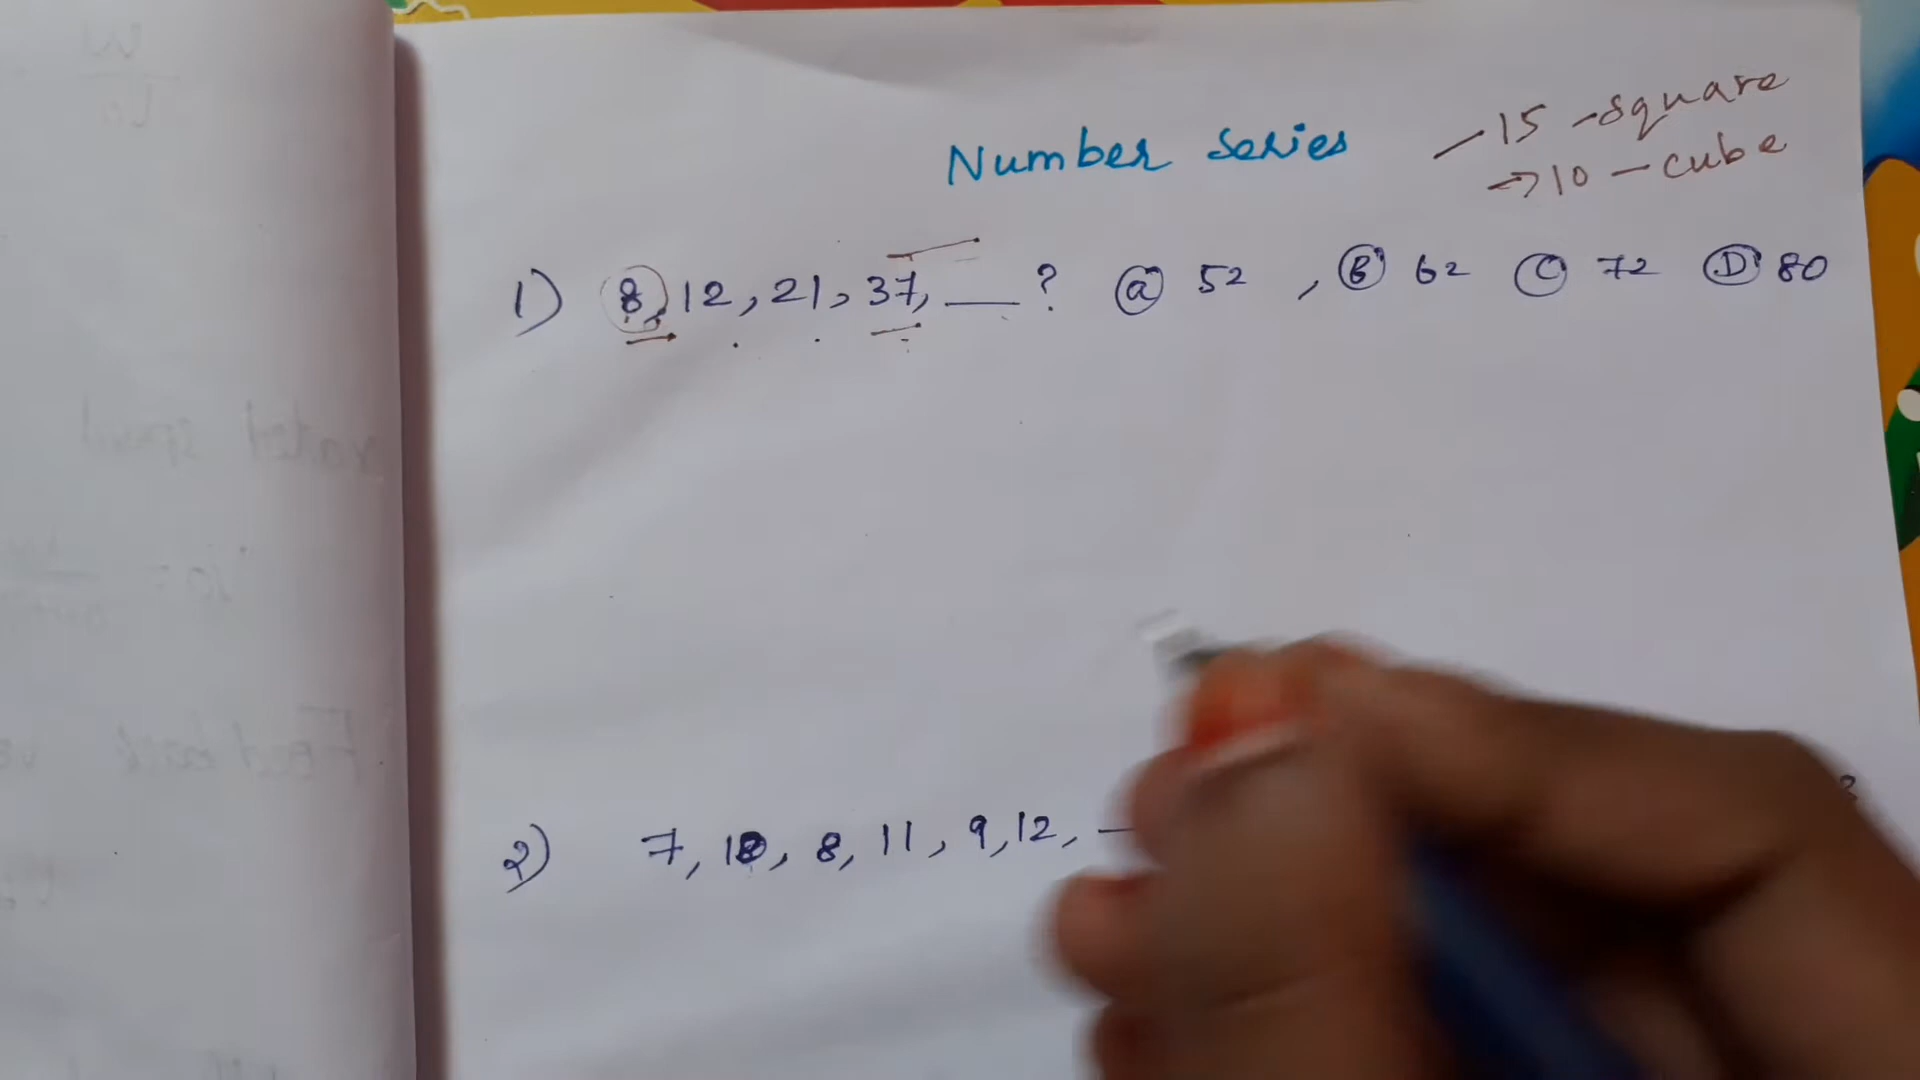 Number series
- 15 - square
→ 10 - cube
1) 8, 12, 21, 37, __ ? (a) 52 , (B) 62 (C) 72 (D) 80
2) 7, 10, 8, 11, 9, 12, —